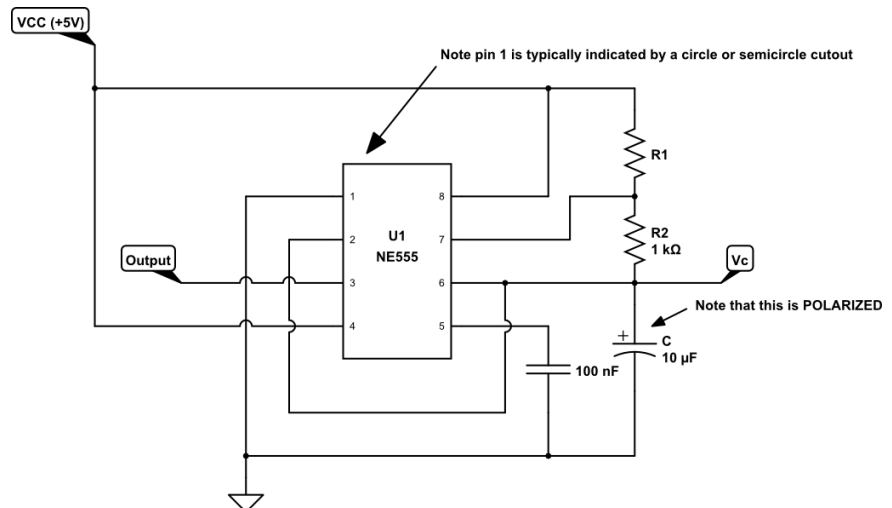 VCC (+5V)
Note pin 1 is typically indicated by a circle or semicircle cutout
R1
1
8
U1
NE555
2
7
R2
1 kΩ
Output
3
6
Vc
Note that this is POLARIZED
4
5
+
C
10 µF
100 nF